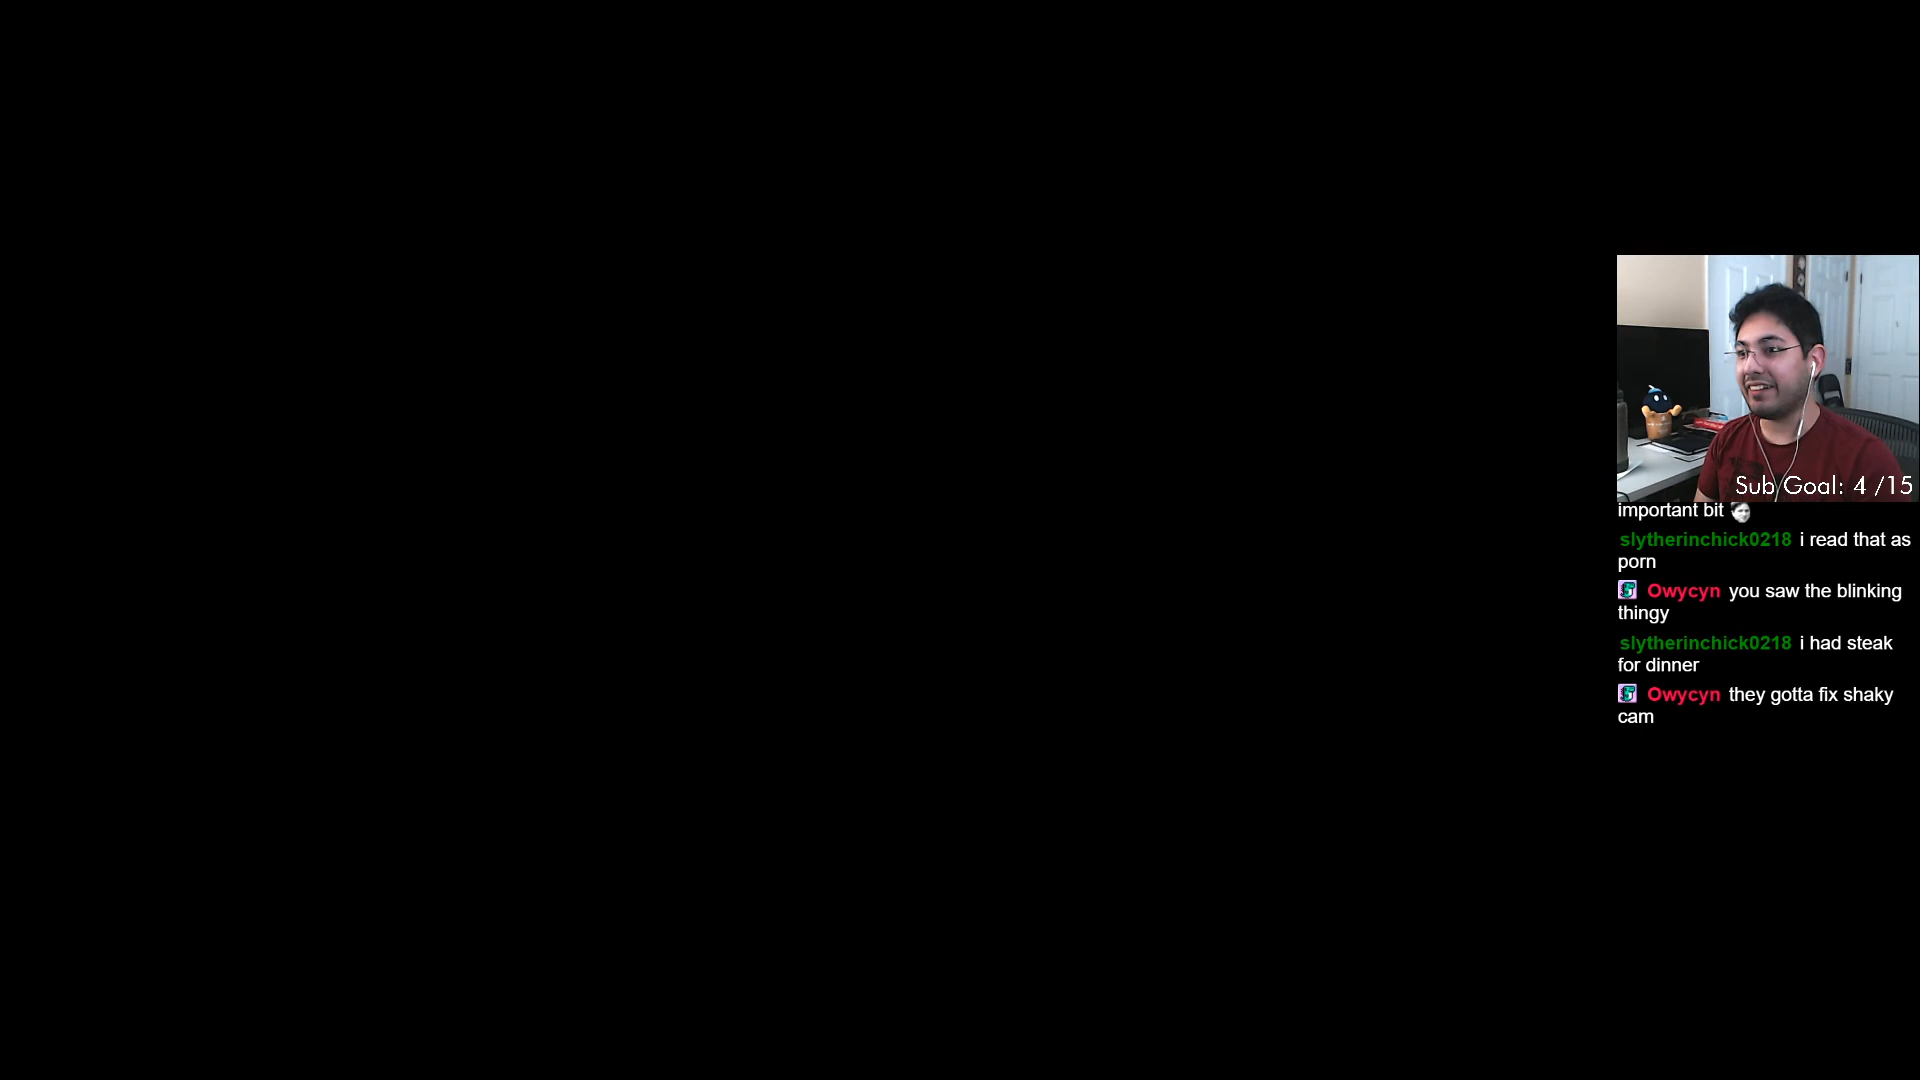 Sub Goal: 4 /15
important bit
slytherinchick0218 i read that as
porn
Owycyn you saw the blinking
thingy
slytherinchick0218 i had steak
for dinner
Owycyn they gotta fix shaky
cam